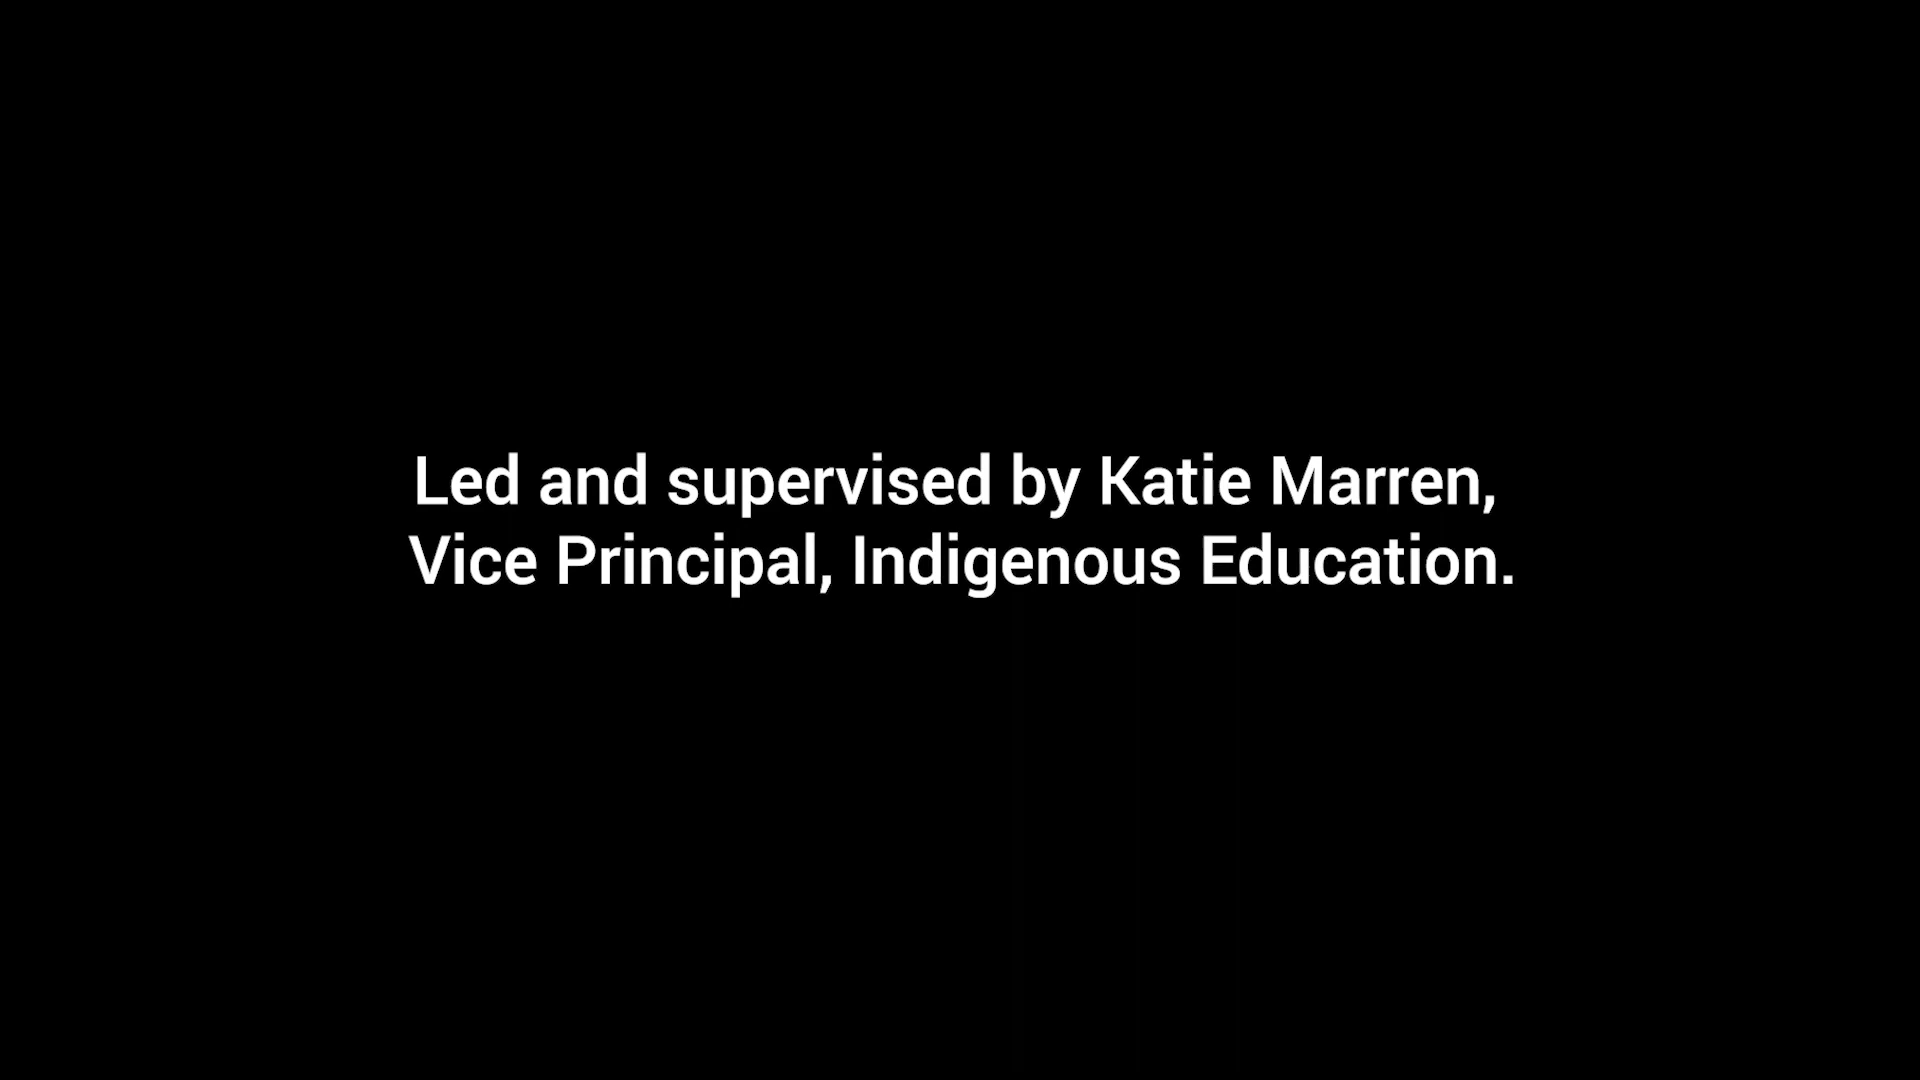 Led and supervised by Katie Marren,
Vice Principal, Indigenous Education.